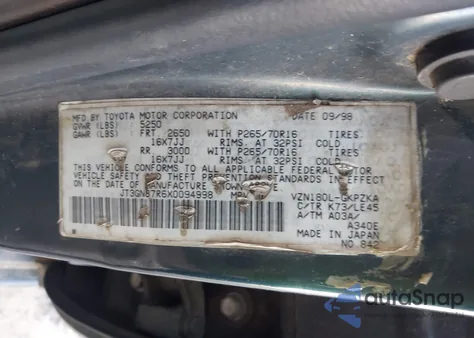 MFD BY TOYOTA MOTOR CORPORATION DATE 09/98
GVWR (LBS) 5250
GAWR (LBS) FRT 2650 WITH P265/70R16 TIRES
16X7JJ RIMS AT 32PSI COLD
RR 3000 WITH P265/70R16 TIRES
16X7JJ RIMS AT 32PSI COLD
THIS VEHICLE CONFORMS TO ALL APPLICABLE FEDERAL MOTOR
VEHICLE SAFETY THEFT PREVENTION STANDARDS IN EFFECT
ON THE DATE OF MANUFACTURE SHOWN ABOVE
JT3GN87R6X0094998 VZN180L-GKPZKA
C/TR K73/LE45
A/TM A03A/
A340E
MADE IN JAPAN
NO 842
autoSnap